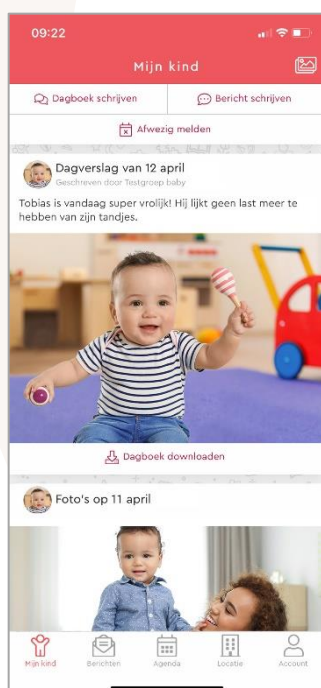 09:22
Mijn kind
Dagboek schrijven
Bericht schrijven
Afwezig melden
Dagverslag van 12 april
Geschreven door Testgroep baby
Tobias is vandaag super vrolijk! Hij lijkt geen last meer te
hebben van zijn tandjes.
Dagboek downloaden
Foto's op 11 april
Mijn kind
Berichten
Agenda
Locatie
Account